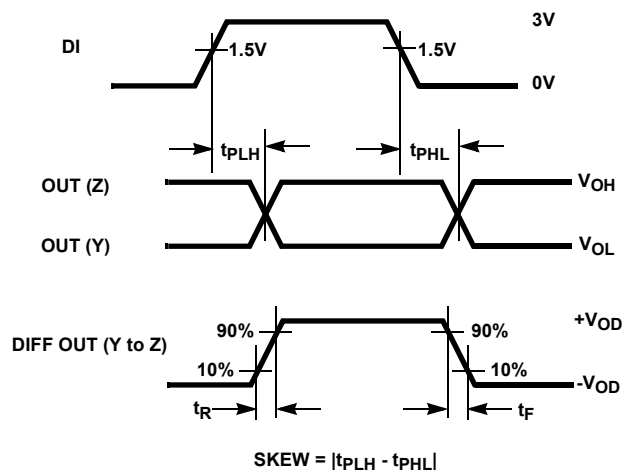 3V
DI
1.5V
1.5V
0V
tPLH
tPHL
OUT (Z)
VOH
OUT (Y)
VOL
90%
90%
+VOD
DIFF OUT (Y to Z)
10%
10%
-VOD
tR
tF
SKEW = |tPLH - tPHL|